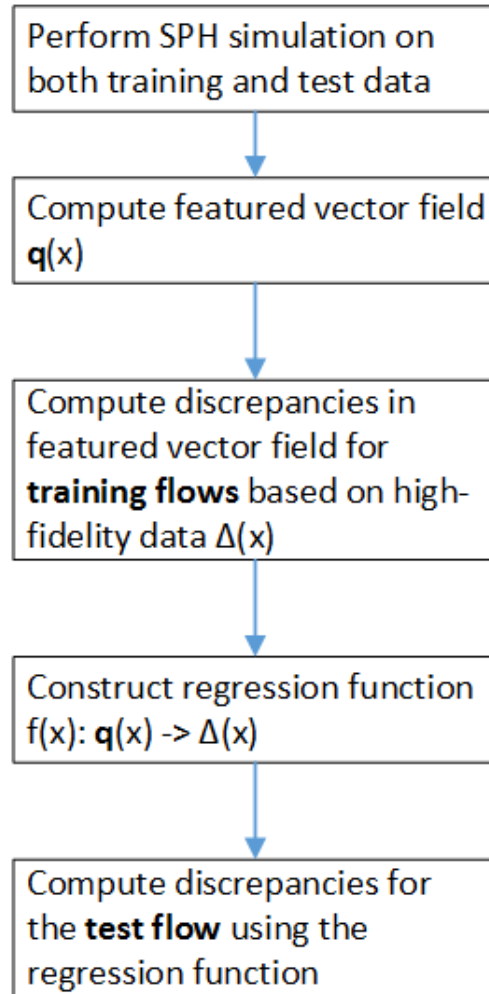 Perform SPH simulation on
both training and test data
Compute featured vector field
q(x)
Compute discrepancies in
featured vector field for
training flows based on high-
fidelity data Δ(x)
Construct regression function
f(x): q(x) -> Δ(x)
Compute discrepancies for
the test flow using the
regression function